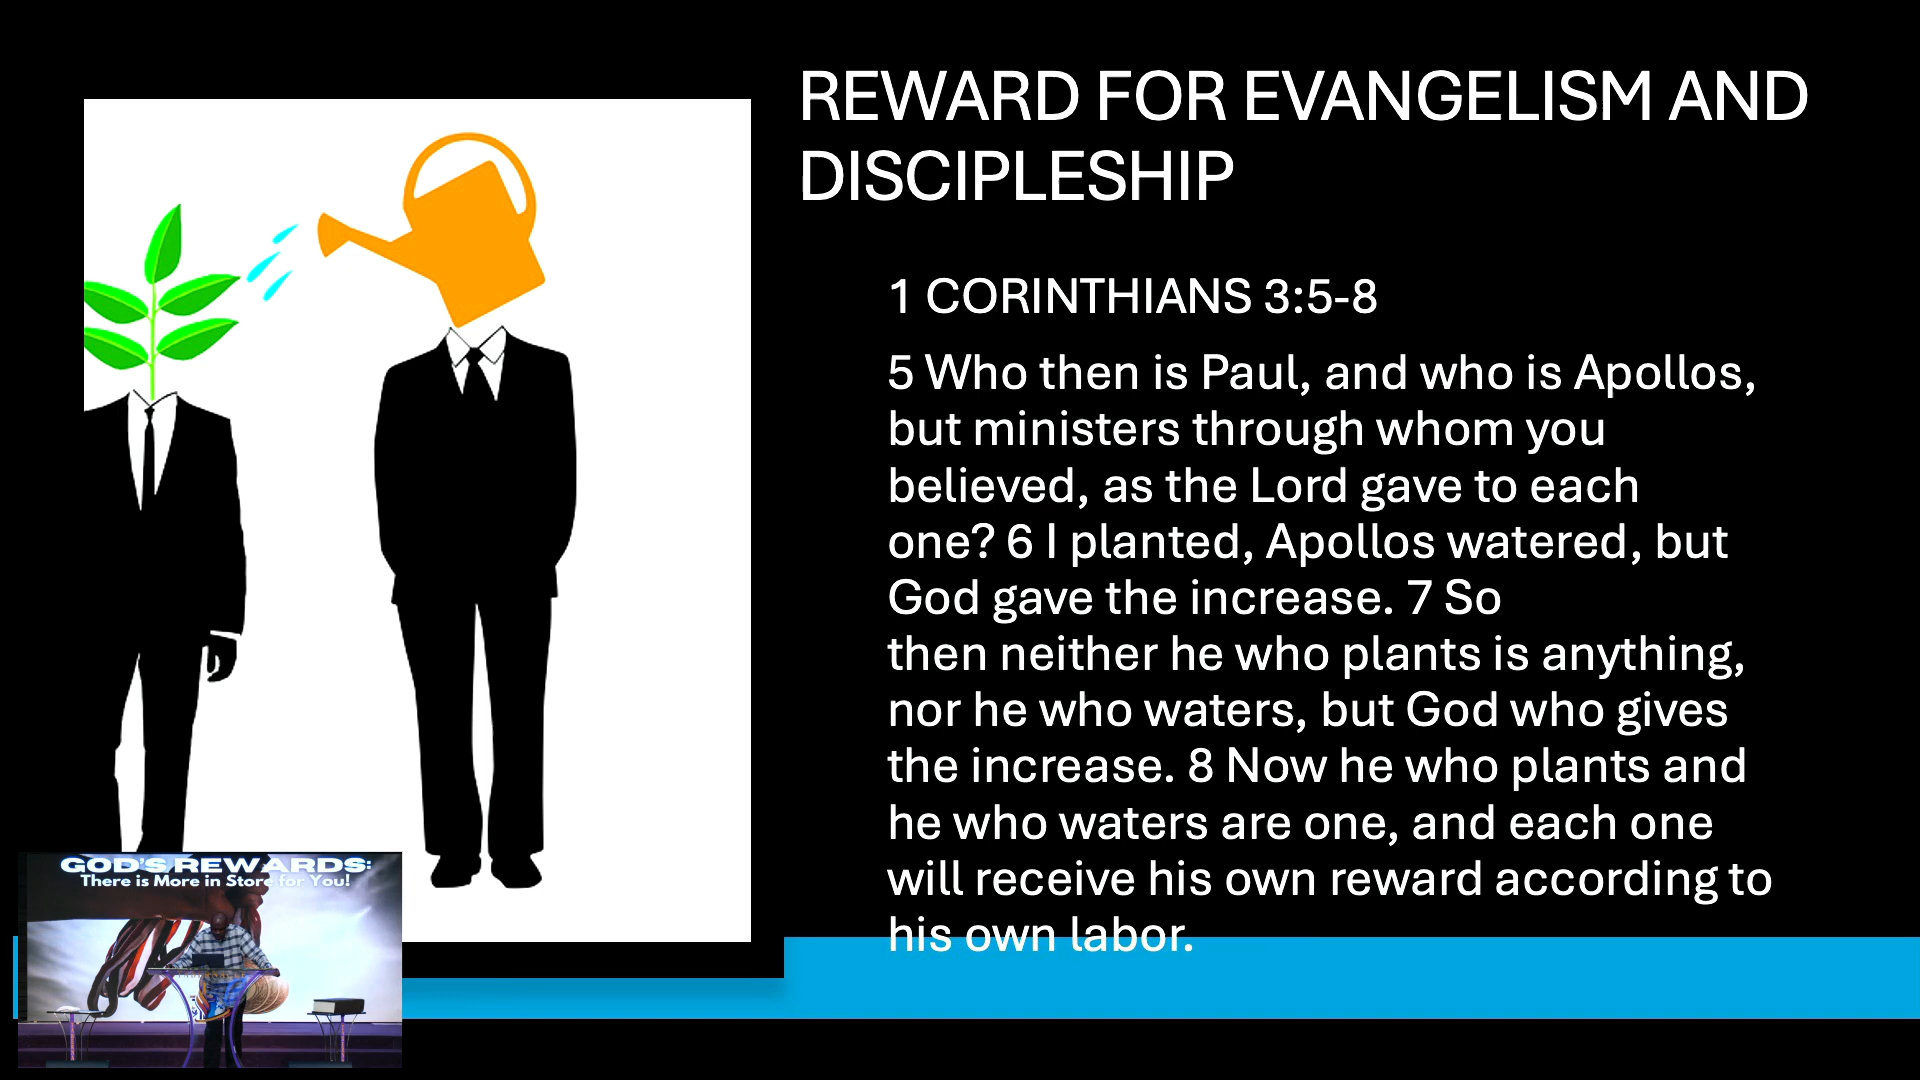 REWARD FOR EVANGELISM AND
DISCIPLESHIP
1 CORINTHIANS 3:5-8
5 Who then is Paul, and who is Apollos,
but ministers through whom you
believed, as the Lord gave to each
one? 6 I planted, Apollos watered, but
God gave the increase. 7 So
then neither he who plants is anything,
nor he who waters, but God who gives
the increase. 8 Now he who plants and
he who waters are one, and each one
will receive his own reward according to
his own labor.
GOD'S REWARDS:
There is More in Store for You!